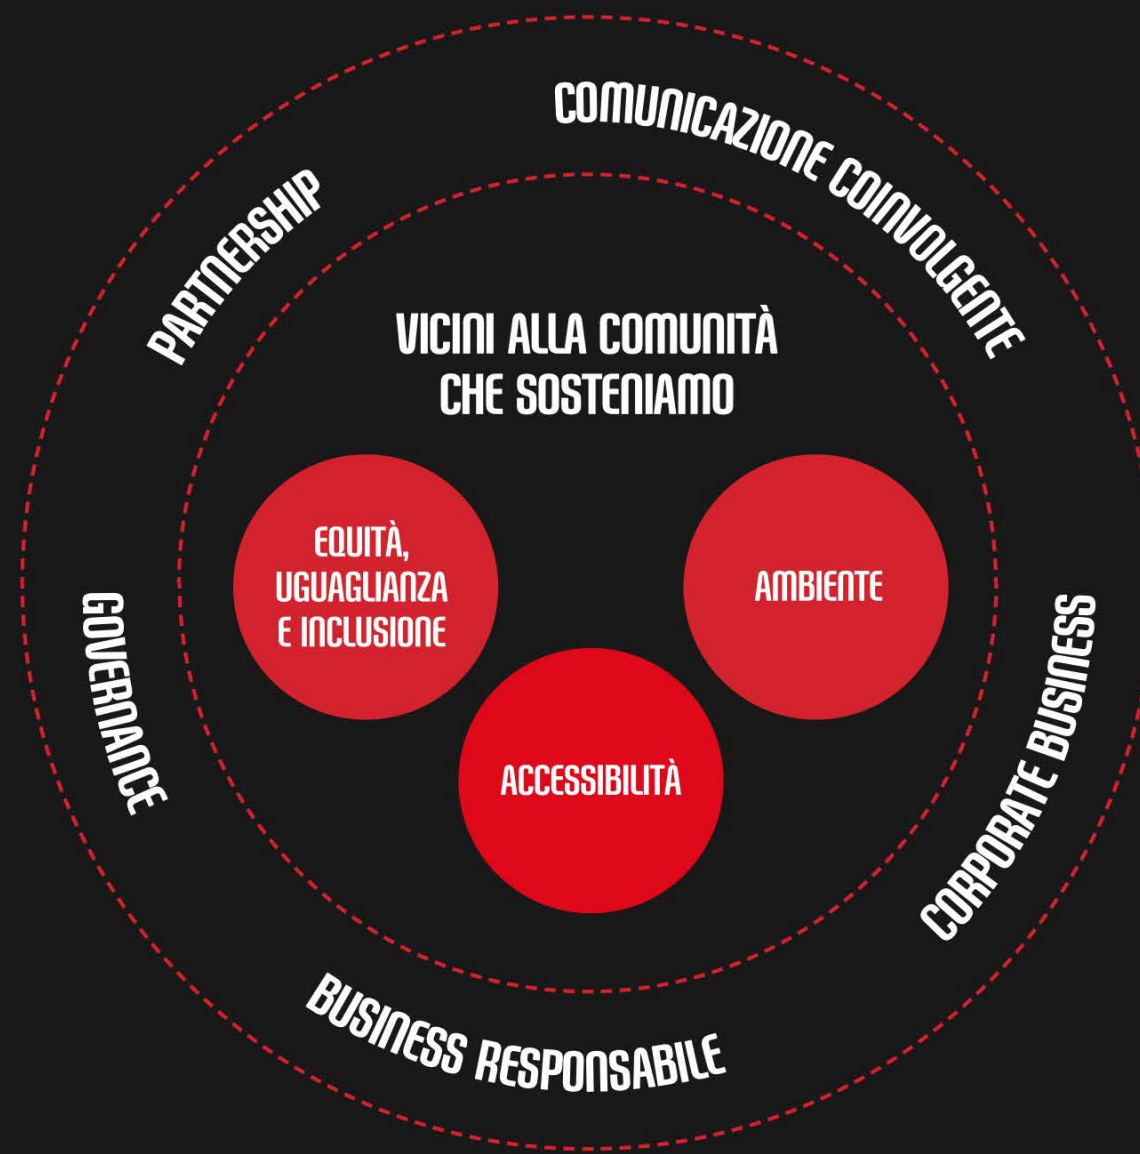 COMUNICAZIONE COINVOLGENTE
PARTNERSHIP
VICINI ALLA COMUNITÀ
CHE SOSTENIAMO
EQUITÀ,
UGUAGLIANZA
E INCLUSIONE
AMBIENTE
ACCESSIBILITÀ
GOVERNANCE
CORPORATE BUSINESS
BUSINESS RESPONSABILE